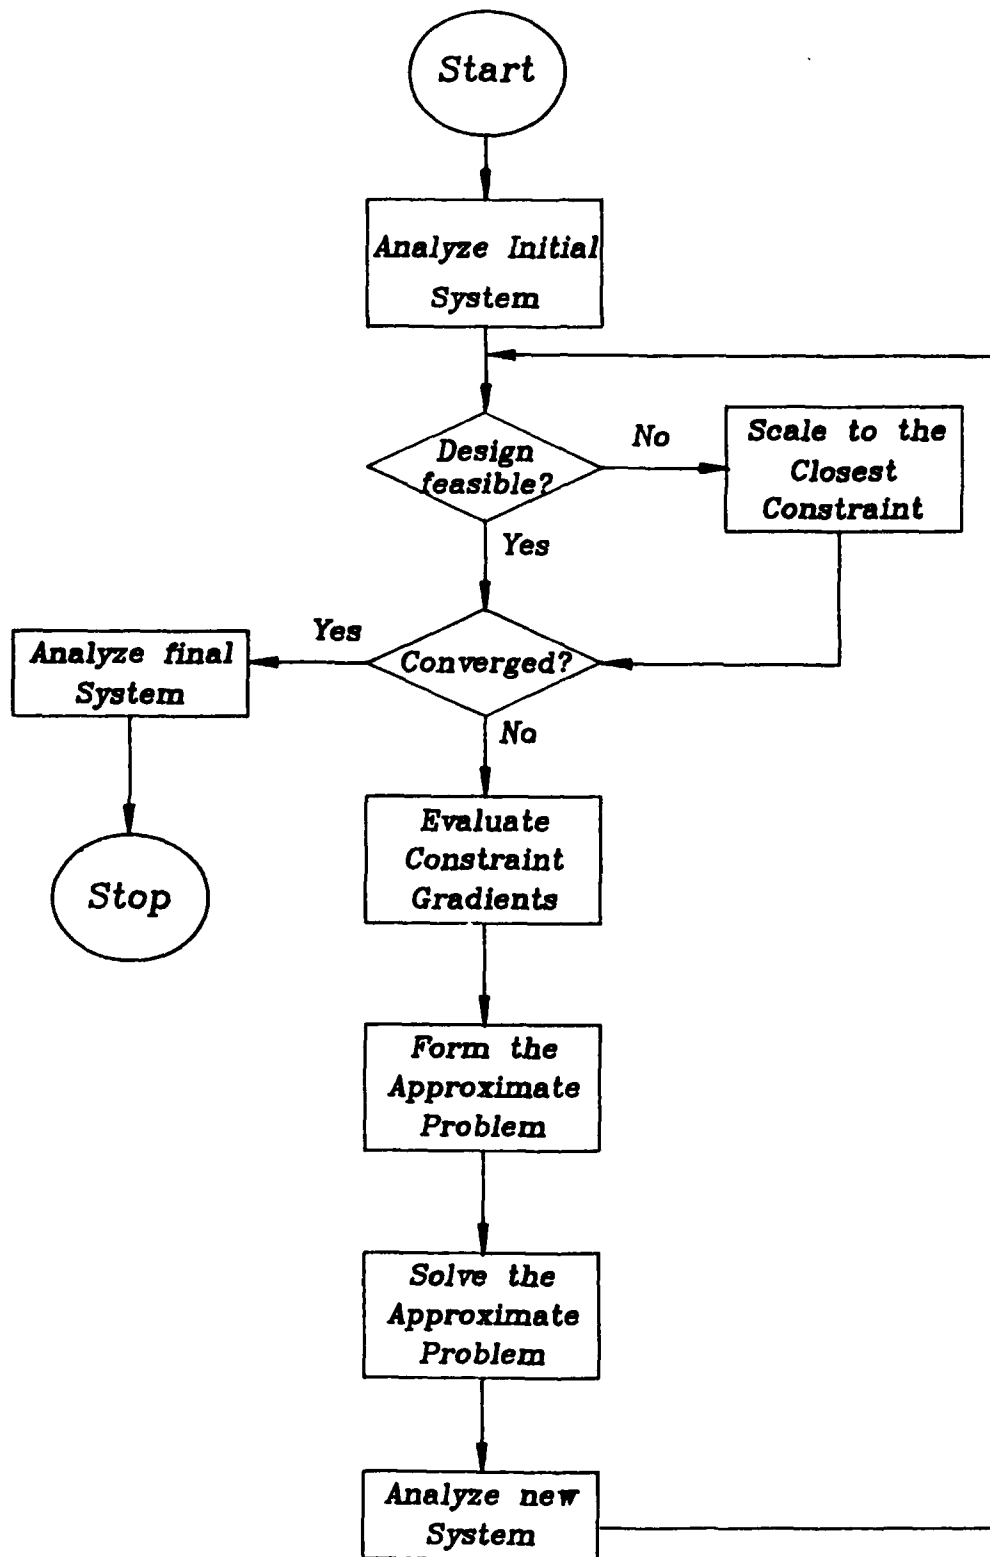 Start
Analyze Initial
System
Design
feasible?
No
Scale to the
Closest
Constraint
Yes
Converged?
Yes
Analyze final
System
Stop
No
Evaluate
Constraint
Gradients
Form the
Approximate
Problem
Solve the
Approximate
Problem
Analyze new
System